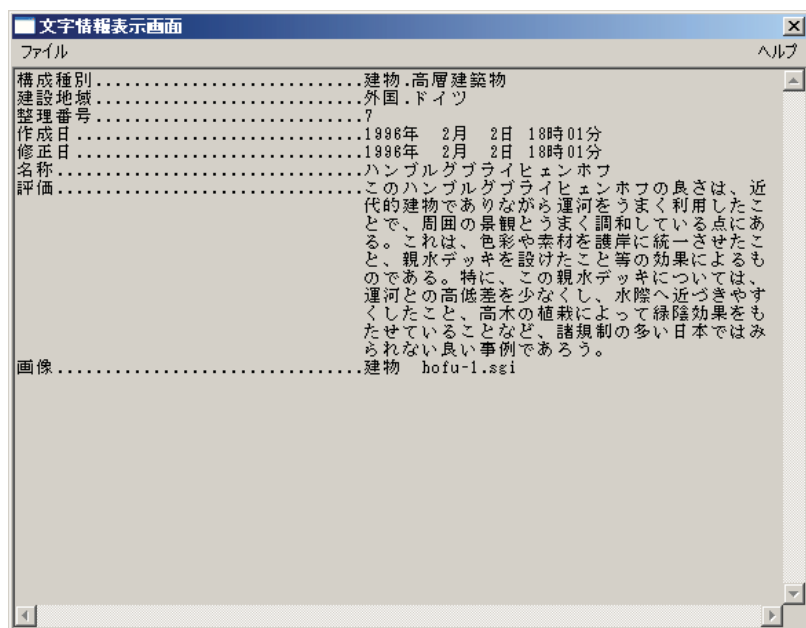 文字情報表示画面
ファイル ヘルプ
構成種別................................建物.高層建築物
建設地域................................外国.ドイツ
整理番号................................7
作成日..................................1996年 2月 2日 18時01分
修正日..................................1996年 2月 2日 18時01分
名称....................................ハンブルグブライヒェンホフ
評価....................................このハンブルグブライヒェンホフの良さは、近
代的建物でありながら運河をうまく利用したこ
とで、周囲の景観とうまく調和している点にあ
る。これは、色彩や素材を護岸に統一させたこ
と、親水デッキを設けたこと等の効果によるも
のである。特に、この親水デッキについては、
運河との高低差を少なくし、水際へ近づきやす
くしたこと、高木の植栽によって緑陰効果をも
たせていることなど、諸規制の多い日本ではみ
られない良い事例であろう。
画像....................................建物 hofu-1.sgi